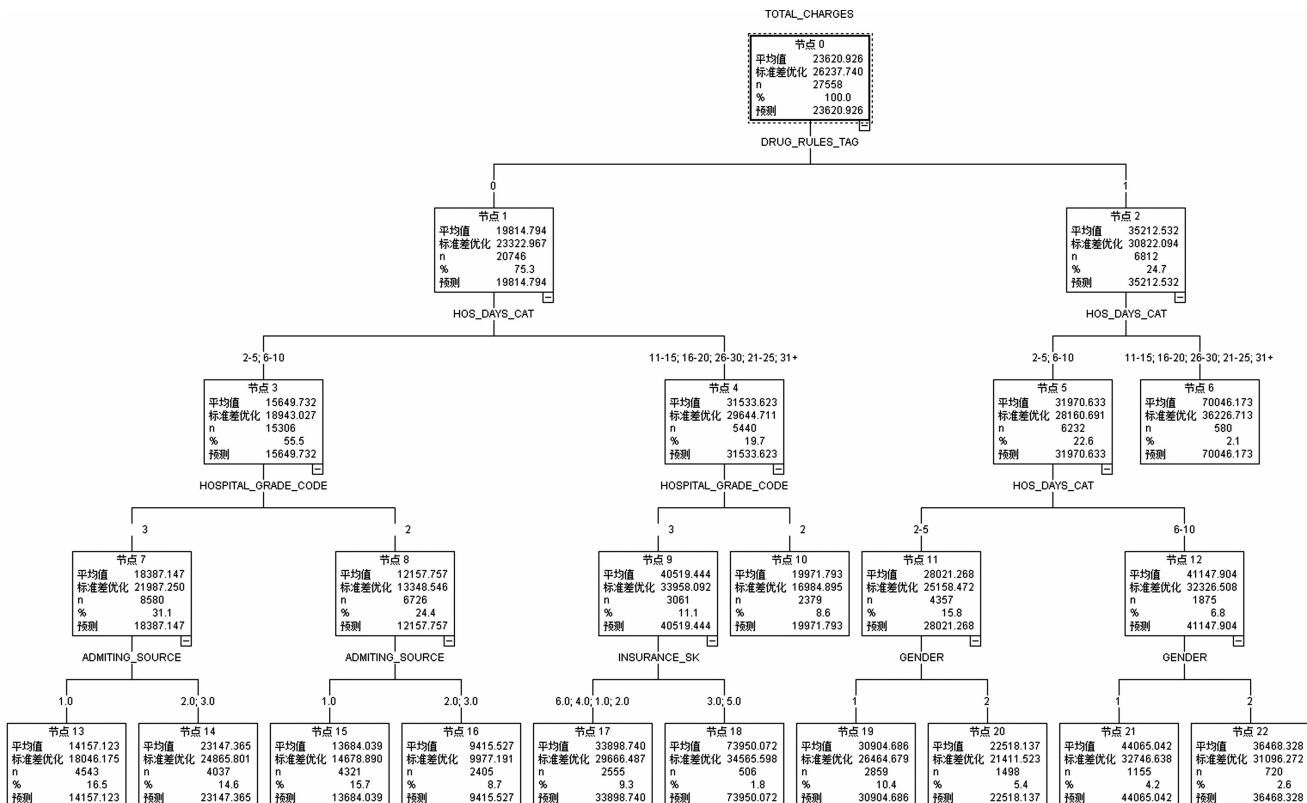 TOTAL_CHARGES
节点 0
平均值 23620.926
标准差优化 26237.740
n 27558
% 100.0
预测 23620.926
DRUG_RULES_TAG
0
1
节点 1
平均值 19814.794
标准差优化 23322.967
n 20746
% 75.3
预测 19814.794
节点 2
平均值 35212.532
标准差优化 30822.094
n 6812
% 24.7
预测 35212.532
HOS_DAYS_CAT
HOS_DAYS_CAT
2-5; 6-10
11-15; 16-20; 26-30; 21-25; 31+
2-5; 6-10
11-15; 16-20; 26-30; 21-25; 31+
节点 3
平均值 15649.732
标准差优化 18943.027
n 15306
% 55.5
预测 15649.732
节点 4
平均值 31533.623
标准差优化 29644.711
n 5440
% 19.7
预测 31533.623
节点 5
平均值 31970.633
标准差优化 28160.691
n 6232
% 22.6
预测 31970.633
节点 6
平均值 70046.173
标准差优化 36226.713
n 580
% 2.1
预测 70046.173
HOSPITAL_GRADE_CODE
HOSPITAL_GRADE_CODE
HOS_DAYS_CAT
3
2
3
2
2-5
6-10
节点 7
平均值 18387.147
标准差优化 21987.250
n 8580
% 31.1
预测 18387.147
节点 8
平均值 12157.757
标准差优化 13348.546
n 6726
% 24.4
预测 12157.757
节点 9
平均值 40519.444
标准差优化 33958.092
n 3061
% 11.1
预测 40519.444
节点 10
平均值 19971.793
标准差优化 16984.895
n 2379
% 8.6
预测 19971.793
节点 11
平均值 28021.268
标准差优化 25158.472
n 4357
% 15.8
预测 28021.268
节点 12
平均值 41147.904
标准差优化 32326.508
n 1875
% 6.8
预测 41147.904
ADMITING_SOURCE
ADMITING_SOURCE
INSURANCE_SK
GENDER
GENDER
1.0
2.0; 3.0
1.0
2.0; 3.0
6.0; 4.0; 1.0; 2.0
3.0; 5.0
1
2
1
2
节点 13
平均值 14157.123
标准差优化 18046.175
n 4543
% 16.5
预测 14157.123
节点 14
平均值 23147.365
标准差优化 24865.801
n 4037
% 14.6
预测 23147.365
节点 15
平均值 13684.039
标准差优化 14678.890
n 4321
% 15.7
预测 13684.039
节点 16
平均值 9415.527
标准差优化 9977.191
n 2405
% 8.7
预测 9415.527
节点 17
平均值 33898.740
标准差优化 29666.487
n 2555
% 9.3
预测 33898.740
节点 18
平均值 73950.072
标准差优化 34565.598
n 506
% 1.8
预测 73950.072
节点 19
平均值 30904.686
标准差优化 26464.679
n 2859
% 10.4
预测 30904.686
节点 20
平均值 22518.137
标准差优化 21411.523
n 1498
% 5.4
预测 22518.137
节点 21
平均值 44065.042
标准差优化 32746.638
n 1155
% 4.2
预测 44065.042
节点 22
平均值 36468.328
标准差优化 31096.272
n 720
% 2.6
预测 36468.328